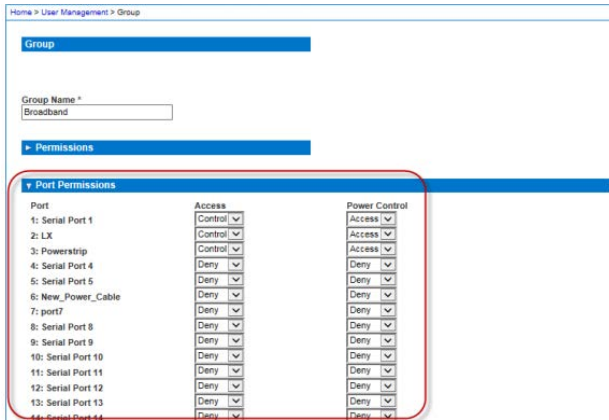 Home > User Management > Group
Group
Group Name *
Broadband
► Permissions
▼ Port Permissions
Port Access Power Control
1: Serial Port 1 Control Access
2: LX Control Access
3: Powerstrip Control Access
4: Serial Port 4 Deny Deny
5: Serial Port 5 Deny Deny
6: New_Power_Cable Deny Deny
7: port7 Deny Deny
8: Serial Port 8 Deny Deny
9: Serial Port 9 Deny Deny
10: Serial Port 10 Deny Deny
11: Serial Port 11 Deny Deny
12: Serial Port 12 Deny Deny
13: Serial Port 13 Deny Deny
14: Serial Port 14 Deny Deny